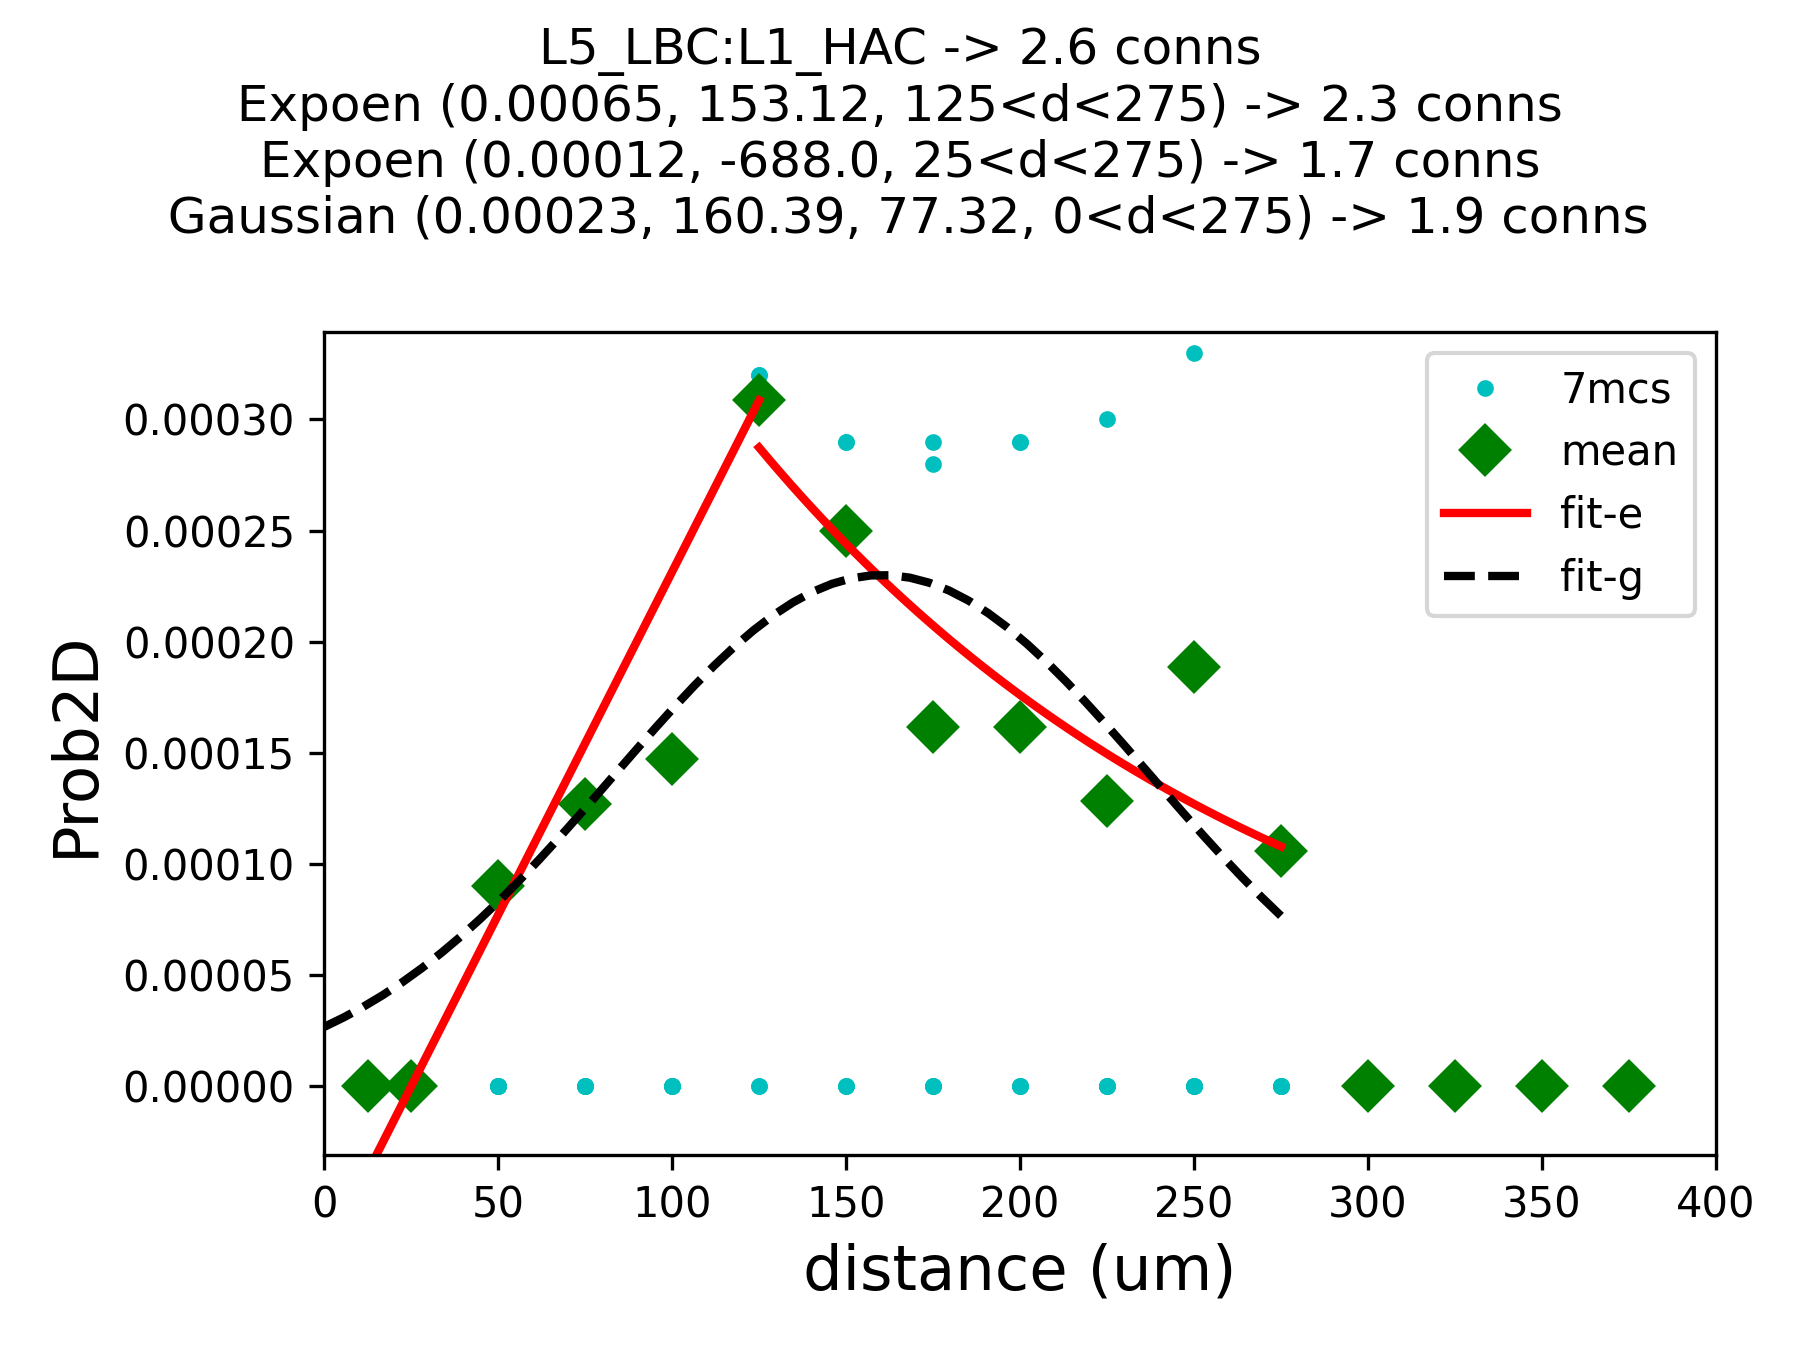 L5_LBC:L1_HAC -> 2.6 conns
Expoen (0.00065, 153.12, 125<d<275) -> 2.3 conns
Expoen (0.00012, -688.0, 25<d<275) -> 1.7 conns
Gaussian (0.00023, 160.39, 77.32, 0<d<275) -> 1.9 conns
7mcs
mean
fit-e
fit-g
Prob2D
0.00030
0.00025
0.00020
0.00015
0.00010
0.00005
0.00000
0 50 100 150 200 250 300 350 400
distance (um)